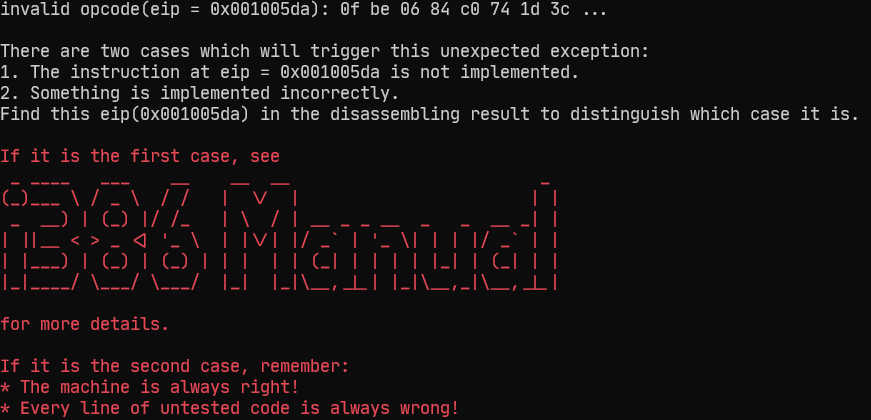 invalid opcode(eip = 0x001005da): 0f be 06 84 c0 74 1d 3c ...
There are two cases which will trigger this unexpected exception:
1. The instruction at eip = 0x001005da is not implemented.
2. Something is implemented incorrectly.
Find this eip(0x001005da) in the disassembling result to distinguish which case it is.
If it is the first case, see
i386 Manual
for more details.
If it is the second case, remember:
* The machine is always right!
* Every line of untested code is always wrong!